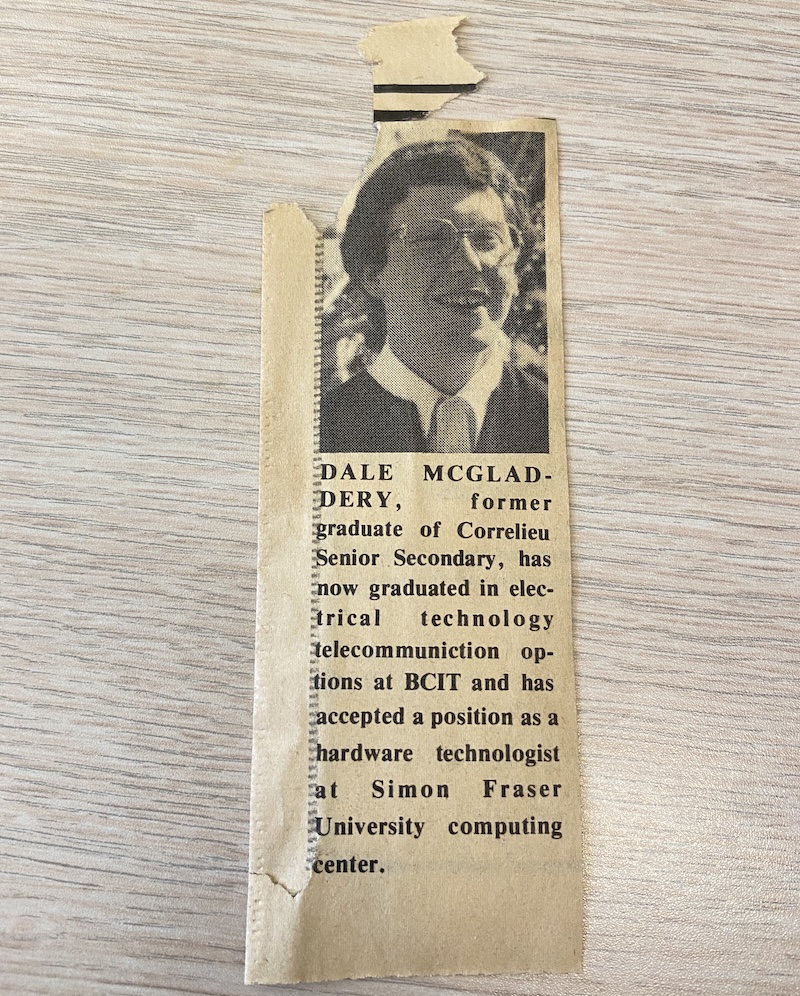 DALE MCGLAD-
DERY, former
graduate of Correlieu
Senior Secondary, has
now graduated in elec-
trical technology
telecommuniction op-
tions at BCIT and has
accepted a position as a
hardware technologist
at Simon Fraser
University computing
center.